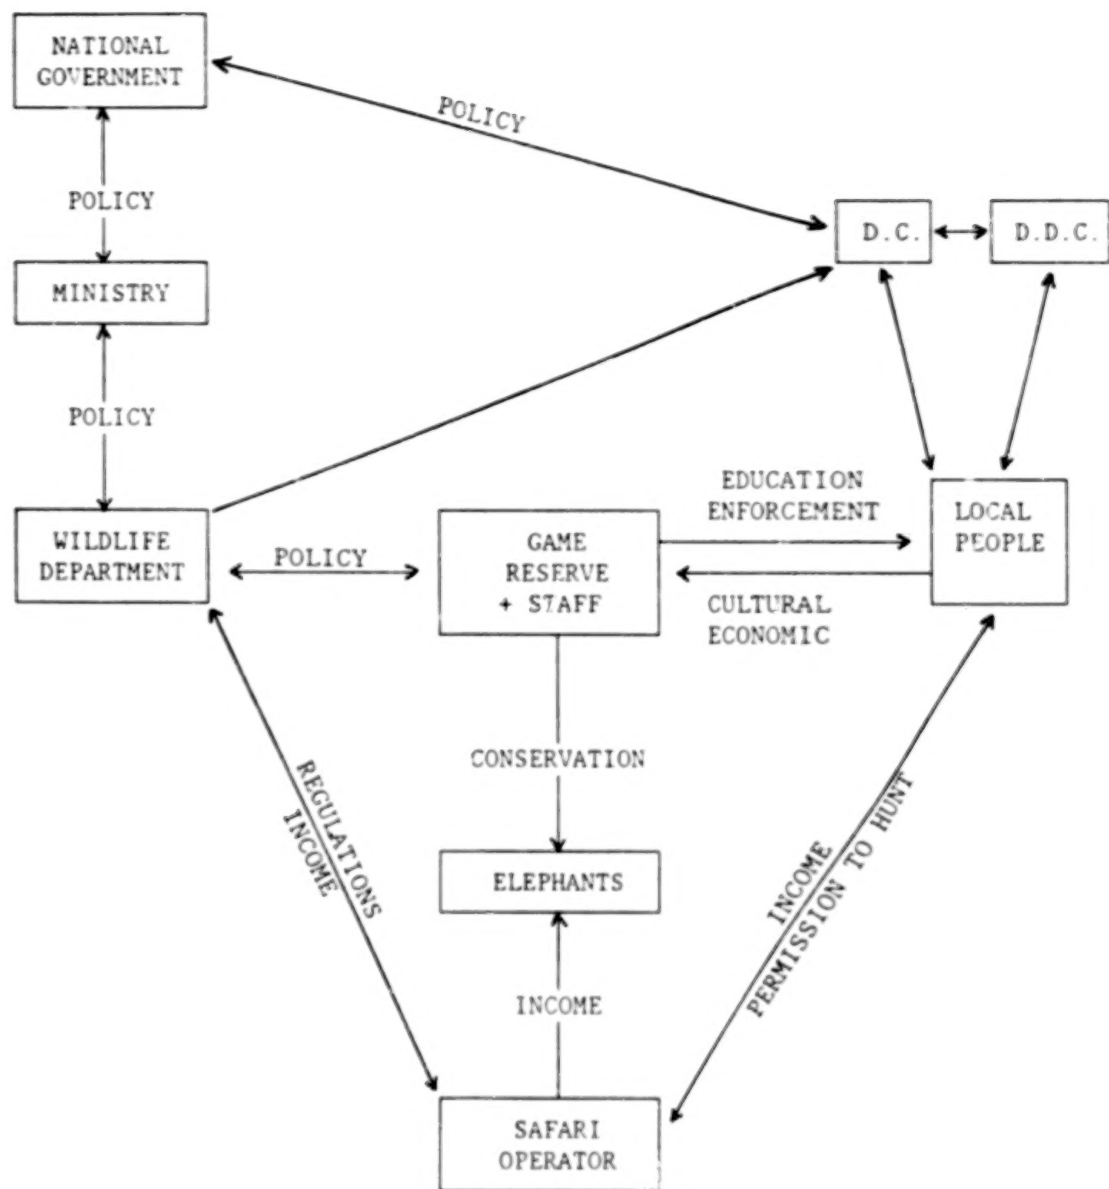 NATIONAL
GOVERNMENT
POLICY
POLICY
D.C.
D.D.C.
MINISTRY
POLICY
EDUCATION
ENFORCEMENT
LOCAL
PEOPLE
WILDLIFE
DEPARTMENT
POLICY
GAME
RESERVE
+ STAFF
CULTURAL
ECONOMIC
CONSERVATION
REGULATIONS
INCOME
ELEPHANTS
INCOME
PERMISSION TO HUNT
INCOME
SAFARI
OPERATOR